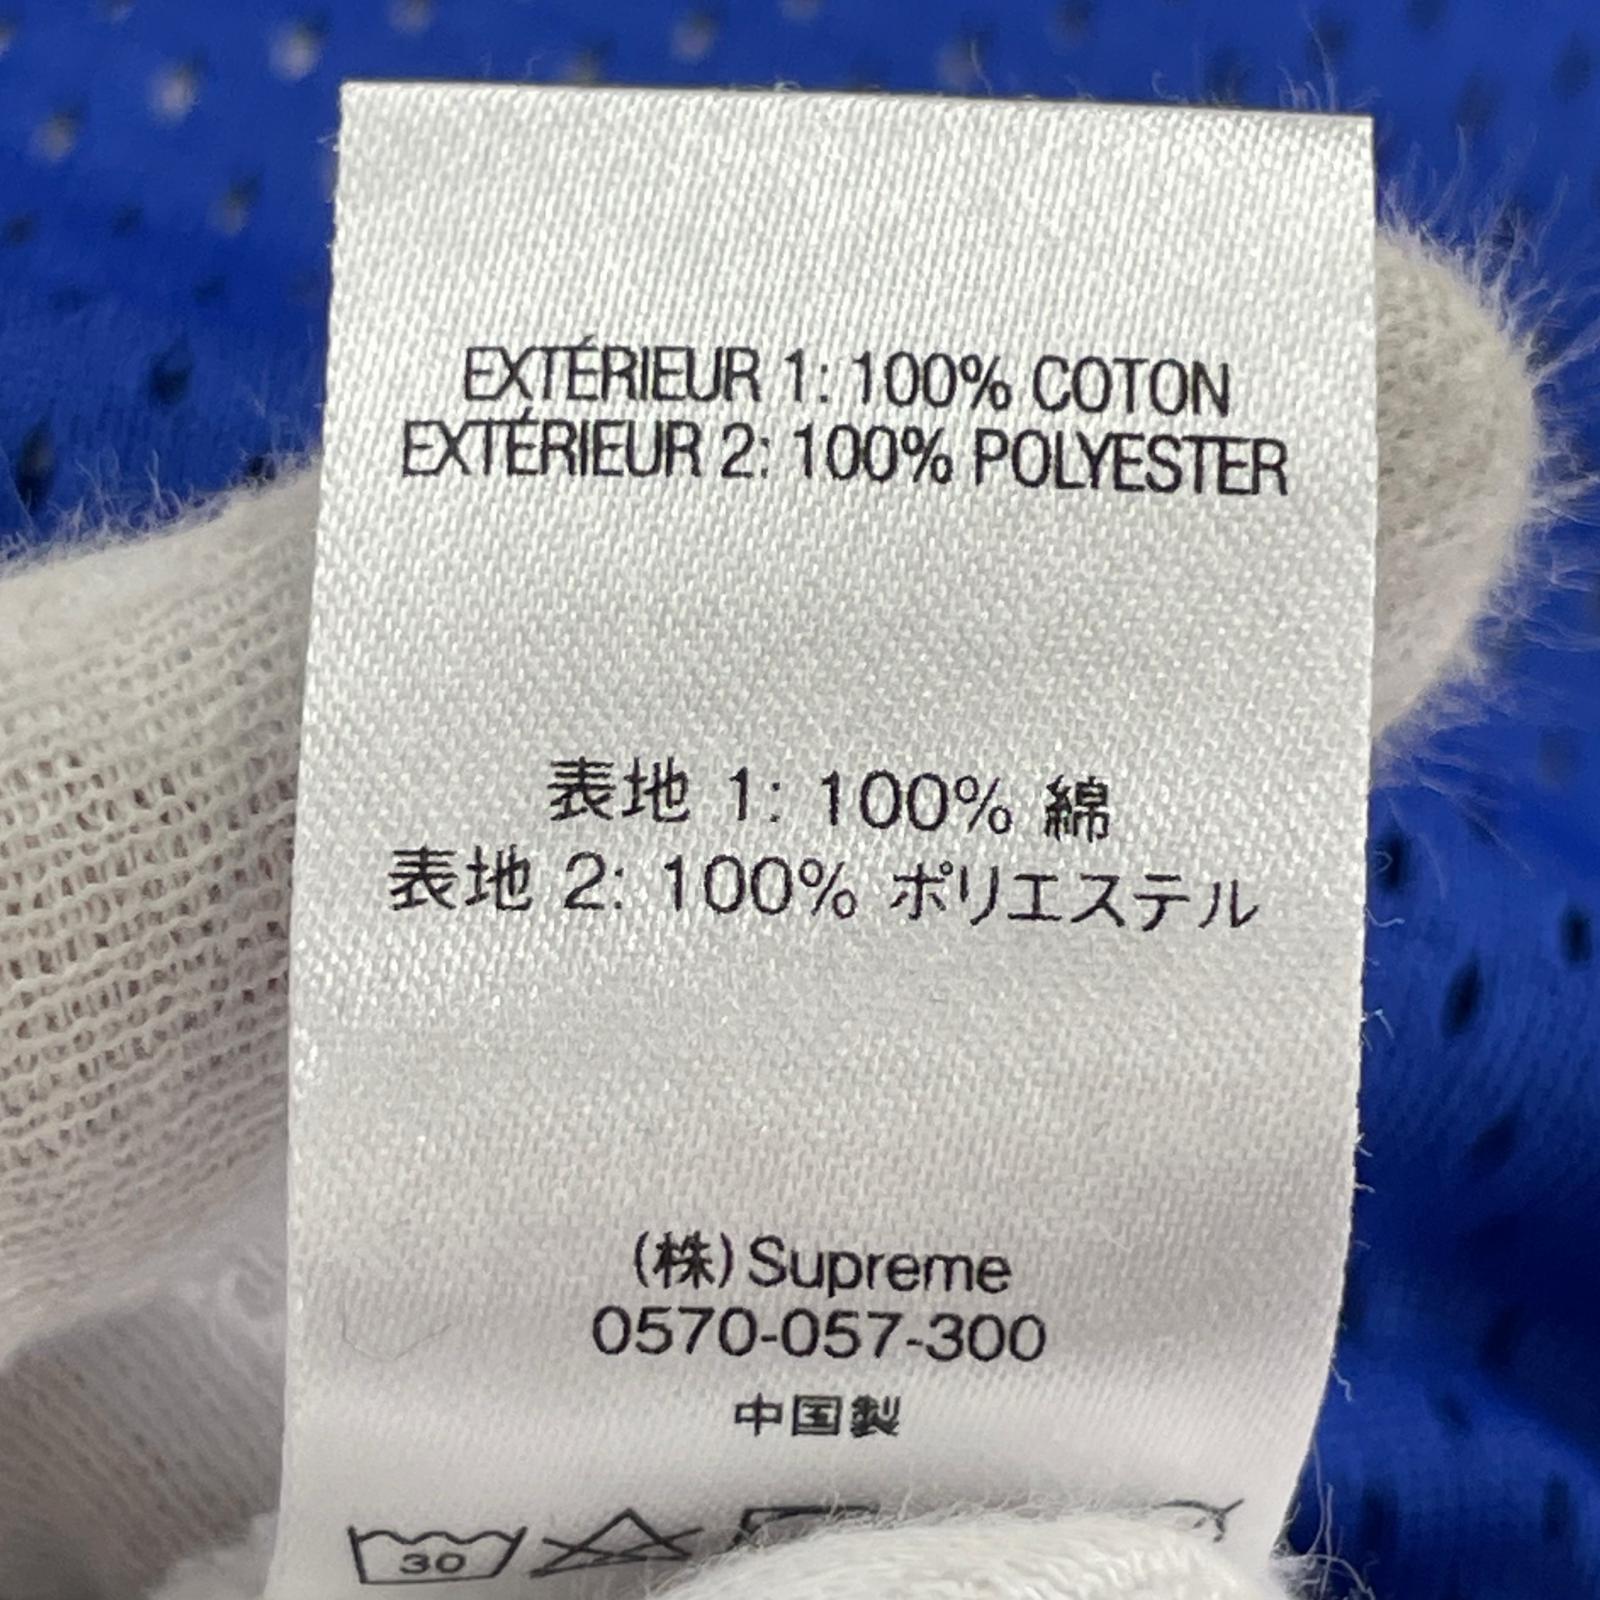 EXTÉRIEUR 1: 100% COTON
EXTÉRIEUR 2: 100% POLYESTER
表地 1: 100% 綿
表地 2: 100% ポリエステル
(株)Supreme
0570-057-300
中国製
30